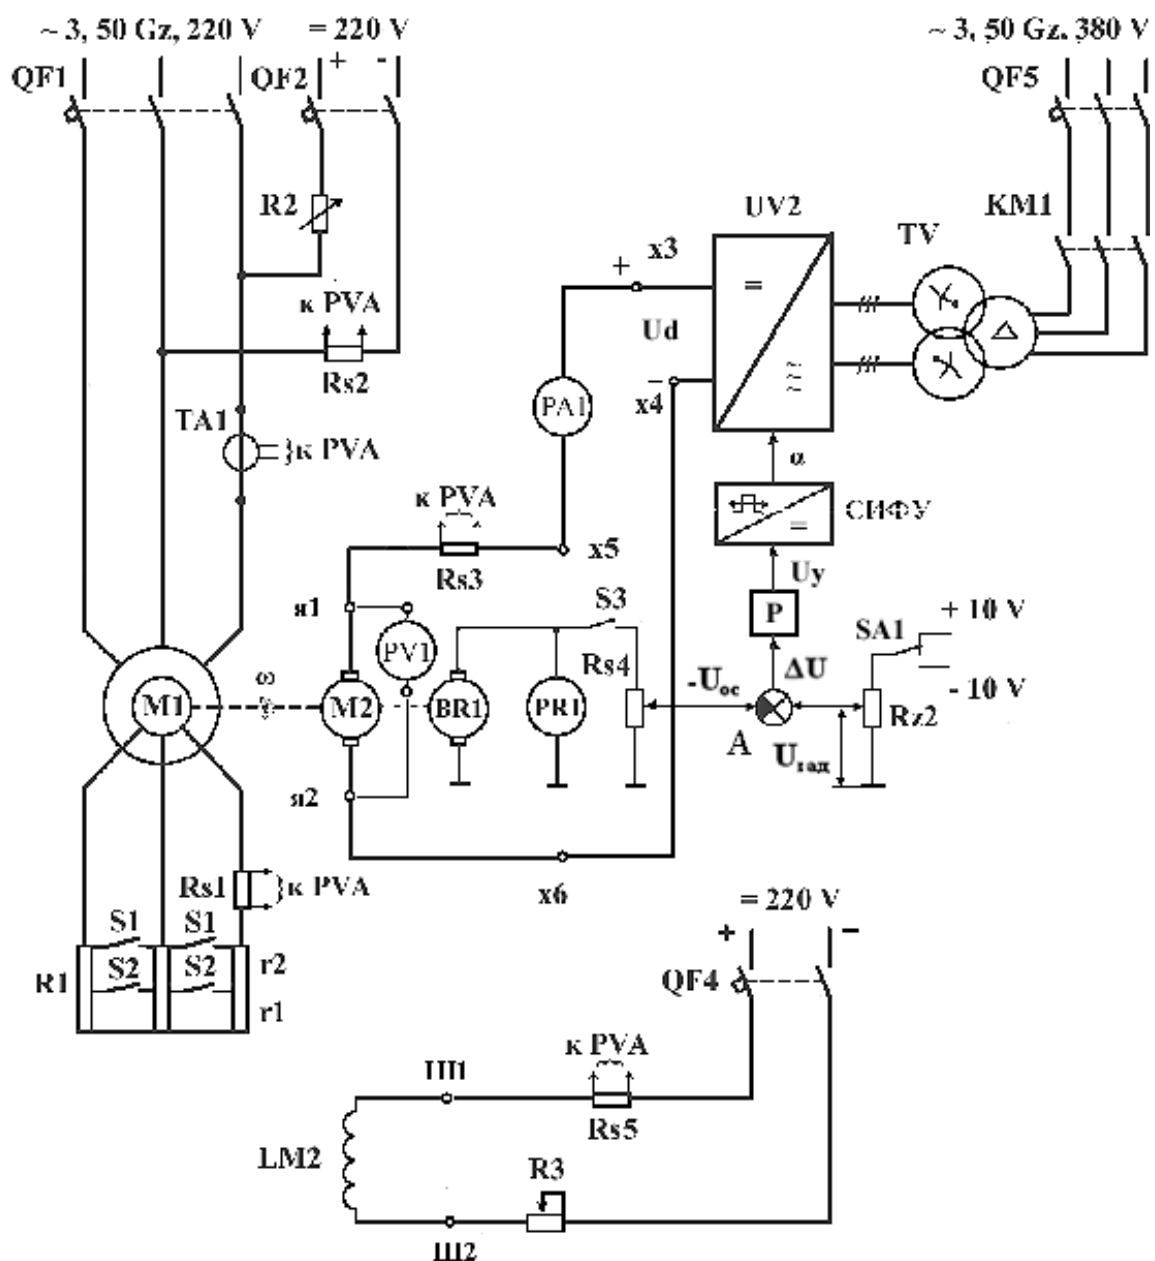 ~ 3, 50 Gz, 220 V
= 220 V
~ 3, 50 Gz. 380 V
QF1
QF2
+
-
QF5
R2
UV2
KM1
TV
x3
+
=
к PVA
Ud
Δ
Rs2
PA1
–
x4
~
~
~
TA1
к PVA
α
к PVA
СИФУ
=
x5
Rs3
Uу
S3
P
+ 10 V
SA1
я1
PV1
Rs4
ω
-Uос
ΔU
- 10 V
M1
M2
BR1
PR1
Rz2
A
Uзад
я2
Rs1
к PVA
x6
= 220 V
S1
S1
+
–
S2
S2
r2
QF4
R1
r1
к PVA
Ш1
Rs5
LM2
R3
Ш2